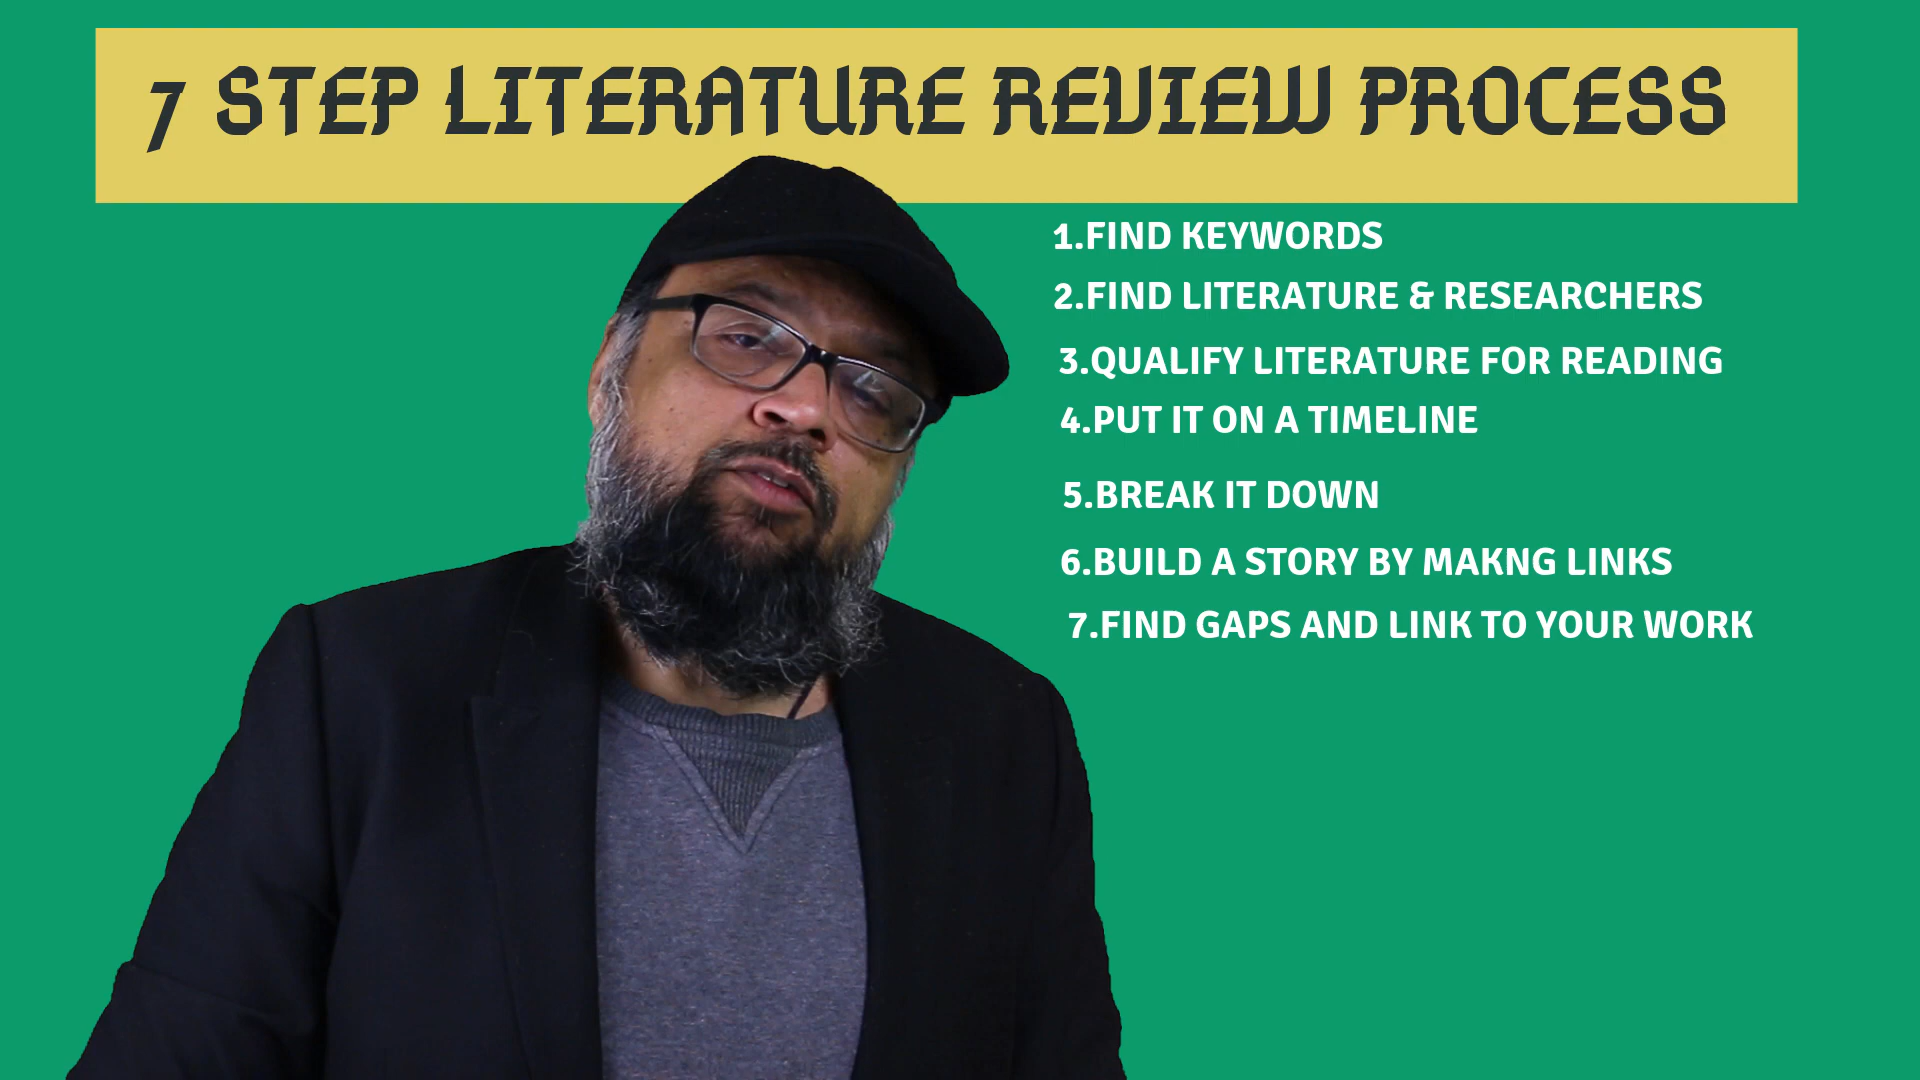 7 STEP LITERATURE REVIEW PROCESS
1.FIND KEYWORDS
2.FIND LITERATURE & RESEARCHERS
3.QUALIFY LITERATURE FOR READING
4.PUT IT ON A TIMELINE
5.BREAK IT DOWN
6.BUILD A STORY BY MAKNG LINKS
7.FIND GAPS AND LINK TO YOUR WORK